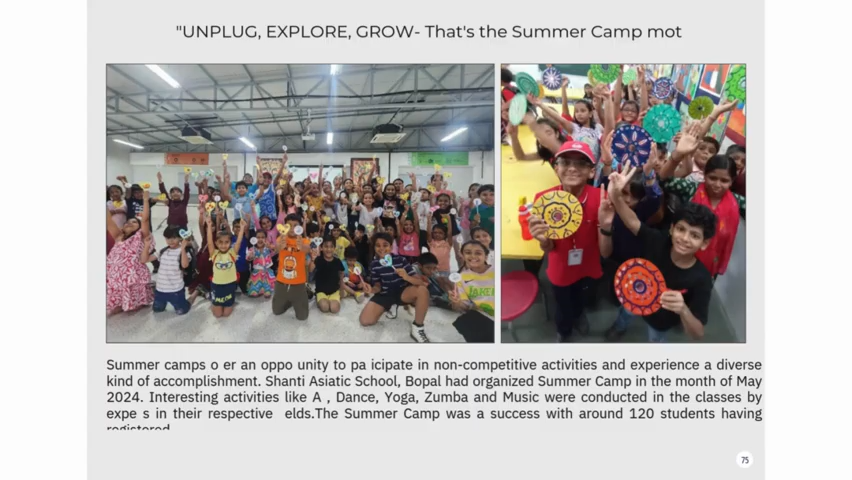 "UNPLUG, EXPLORE, GROW- That's the Summer Camp mot
Summer camps o er an oppo unity to pa icipate in non-competitive activities and experience a diverse
kind of accomplishment. Shanti Asiatic School, Bopal had organized Summer Camp in the month of May
2024. Interesting activities like A , Dance, Yoga, Zumba and Music were conducted in the classes by
expe s in their respective  elds.The Summer Camp was a success with around 120 students having
registered
75